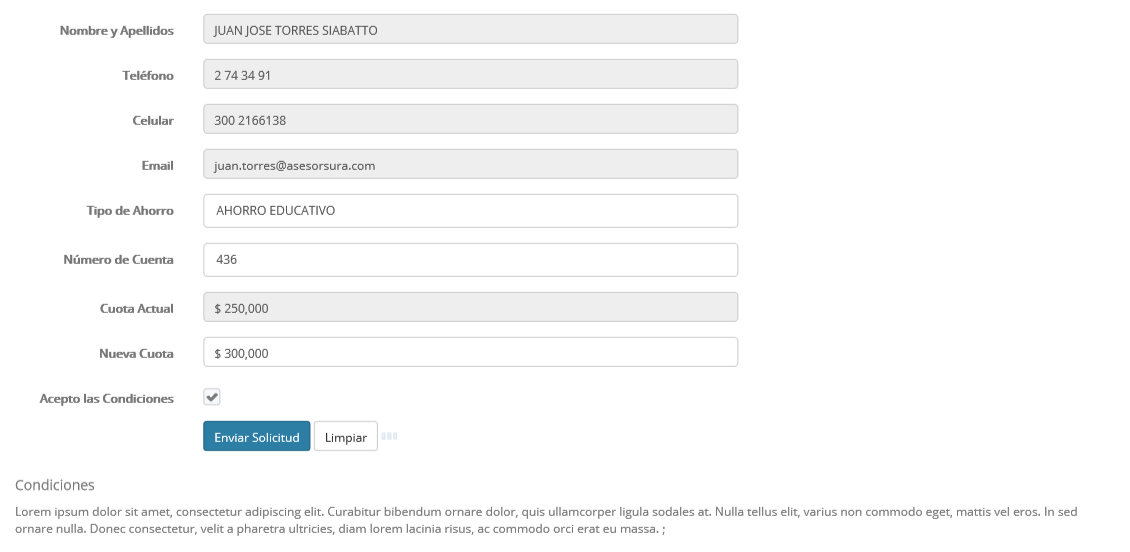 Nombre y Apellidos JUAN JOSE TORRES SIABATTO
Teléfono 2 74 34 91
Celular 300 2166138
Email juan.torres@asesorsura.com
Tipo de Ahorro AHORRO EDUCATIVO
Número de Cuenta 436
Cuota Actual $ 250,000
Nueva Cuota $ 300,000
Acepto las Condiciones
Enviar Solicitud Limpiar
Condiciones
Lorem ipsum dolor sit amet, consectetur adipiscing elit. Curabitur bibendum ornare dolor, quis ullamcorper ligula sodales at. Nulla tellus elit, varius non commodo eget, mattis vel eros. In sed
ornare nulla. Donec consectetur, velit a pharetra ultricies, diam lorem lacinia risus, ac commodo orci erat eu massa. ;